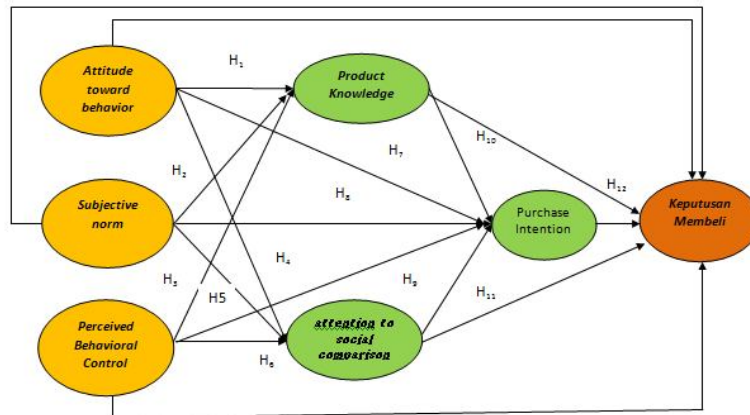 Attitude
toward
behavior
H1
Product
Knowledge
H2
H7
H10
H12
Subjective
norm
H8
Purchase
Intention
Keputusan
Membeli
H3
H4
H5
H9
H11
Perceived
Behavioral
Control
H6
attention to
social
comparison